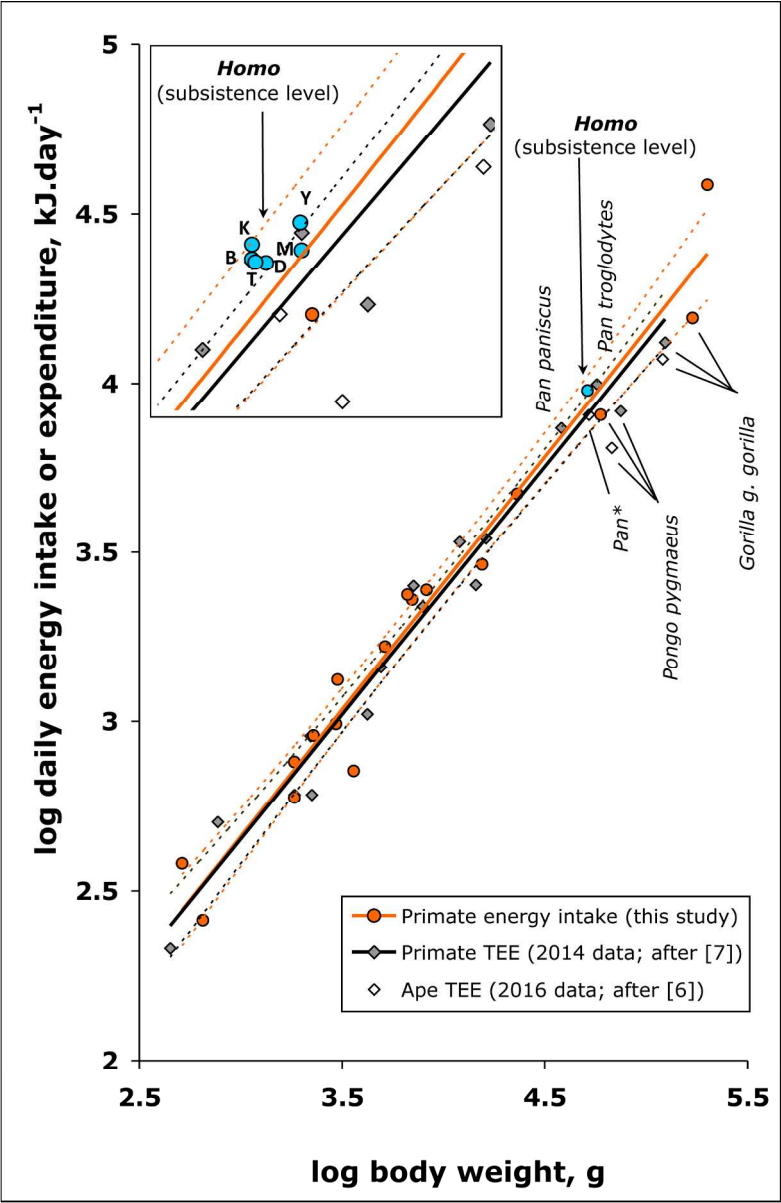 log daily energy intake or expenditure, kJ.day-1
5
4.5
4
3.5
3
2.5
2
Homo
(subsistence level)
K
Y
B
M
T
D
Homo
(subsistence level)
Pan paniscus
Pan troglodytes
Pan*
Pongo pygmaeus
Gorilla g. gorilla
Primate energy intake (this study)
Primate TEE (2014 data; after [7])
Ape TEE (2016 data; after [6])
2.5
3.5
4.5
5.5
log body weight, g